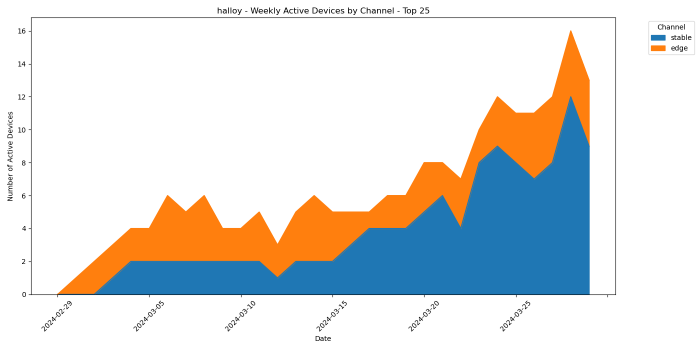 halloy - Weekly Active Devices by Channel - Top 25
Channel
stable
edge
Number of Active Devices
16
14
12
10
8
6
4
2
0
2024-02-29
2024-03-05
2024-03-10
2024-03-15
2024-03-20
2024-03-25
Date